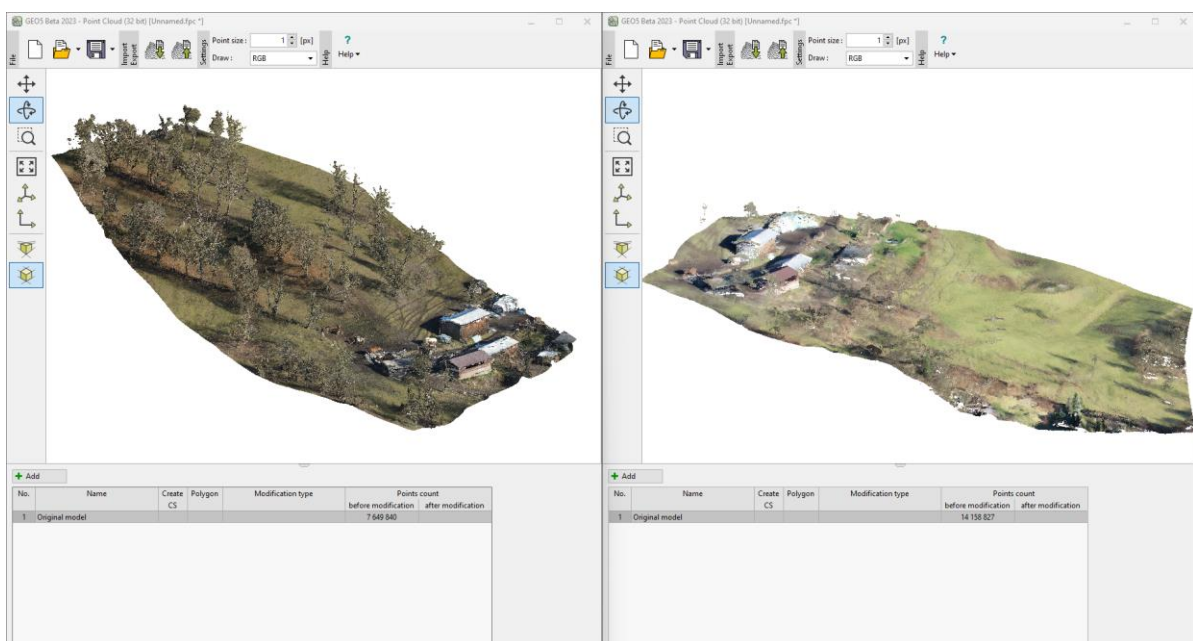 GEO5 Beta 2023 - Point Cloud (32 bit) [Unnamed.fpc *]
File
Import
Export
Settings
Point size : 1 [px]
Draw : RGB
Help
?
Help
Add
No. Name Create CS Polygon Modification type Points count
before modification after modification
1 Original model 7 649 840
GEO5 Beta 2023 - Point Cloud (32 bit) [Unnamed.fpc *]
File
Import
Export
Settings
Point size : 1 [px]
Draw : RGB
Help
?
Help
Add
No. Name Create CS Polygon Modification type Points count
before modification after modification
1 Original model 14 158 827